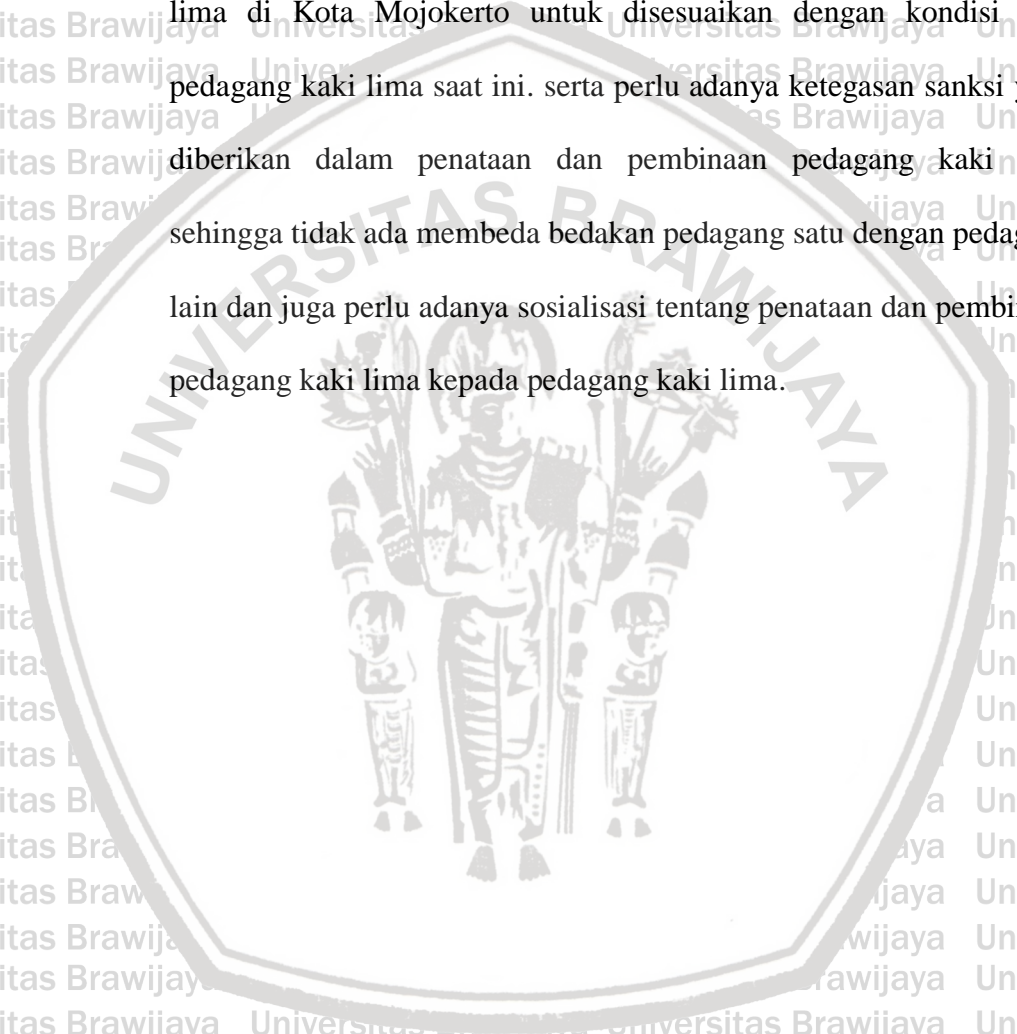 lima di Kota Mojokerto untuk disesuaikan dengan kondisi
pedagang kaki lima saat ini. serta perlu adanya ketegasan sanksi
diberikan dalam penataan dan pembinaan pedagang kaki
sehingga tidak ada membeda bedakan pedagang satu dengan
lain dan juga perlu adanya sosialisasi tentang penataan dan
pedagang kaki lima kepada pedagang kaki lima.
UNIVERSITAS BRAWIJAYA